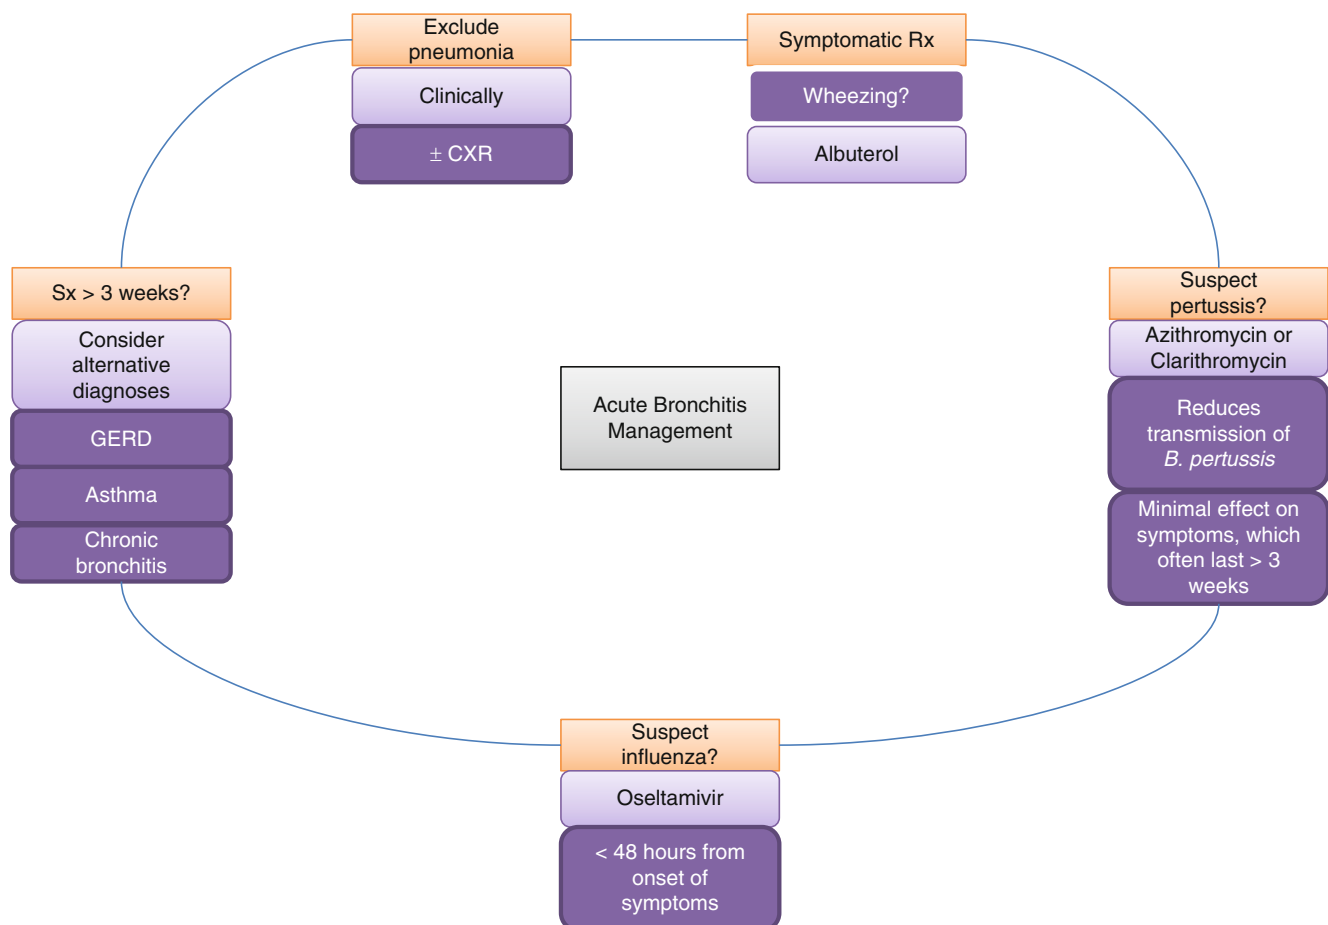 Exclude
pneumonia
Clinically
± CXR
Symptomatic Rx
Wheezing?
Albuterol
Sx > 3 weeks?
Consider
alternative
diagnoses
GERD
Asthma
Chronic
bronchitis
Acute Bronchitis
Management
Suspect
pertussis?
Azithromycin or
Clarithromycin
Reduces
transmission of
B. pertussis
Minimal effect on
symptoms, which
often last > 3
weeks
Suspect
influenza?
Oseltamivir
< 48 hours from
onset of
symptoms